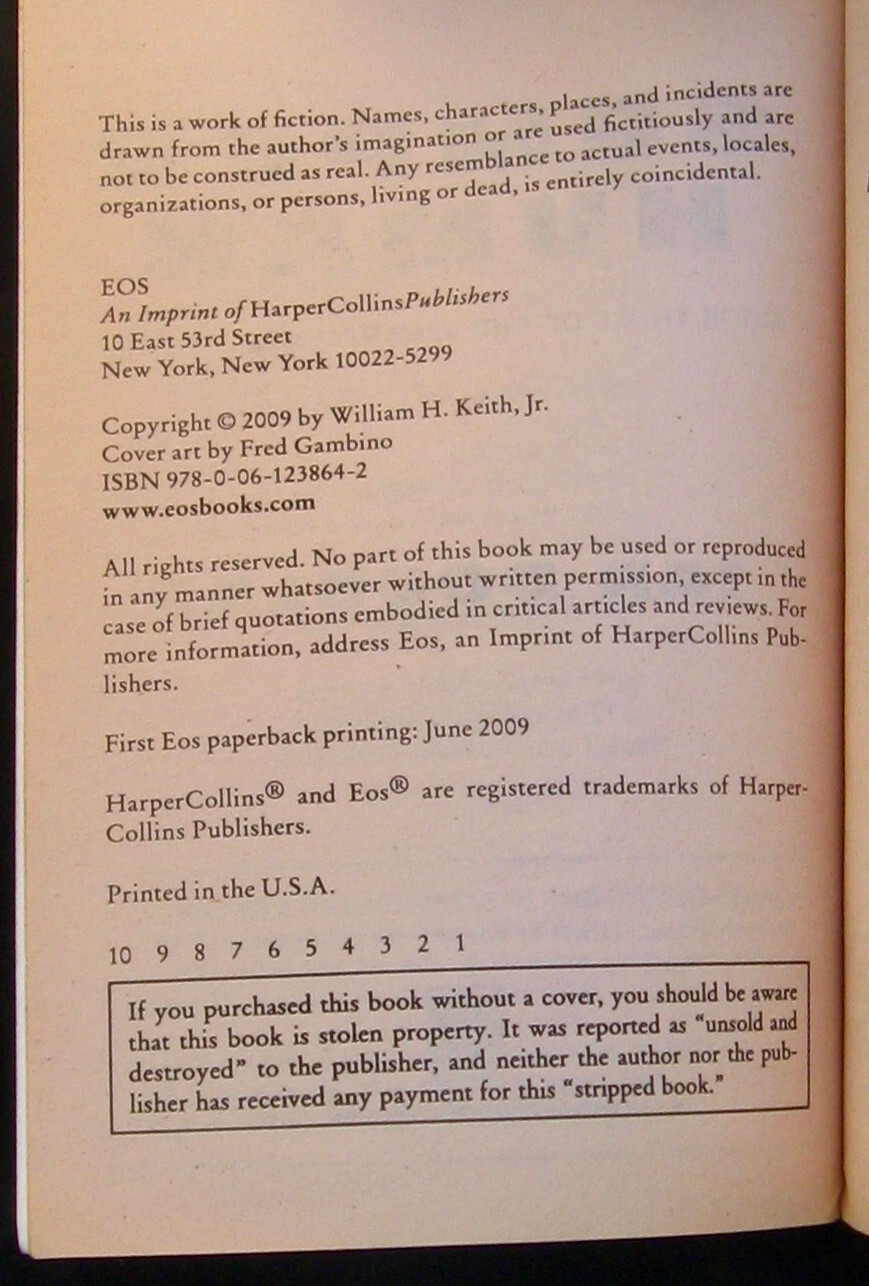 This is a work of fiction. Names, characters, places, and incidents are
drawn from the author's imagination or are used fictitiously and are
not to be construed as real. Any resemblance to actual events, locales,
organizations, or persons, living or dead, is entirely coincidental.
EOS
An Imprint of HarperCollinsPublishers
10 East 53rd Street
New York, New York 10022-5299
Copyright © 2009 by William H. Keith, Jr.
Cover art by Fred Gambino
ISBN 978-0-06-123864-2
www.eosbooks.com
All rights reserved. No part of this book may be used or reproduced
in any manner whatsoever without written permission, except in the
case of brief quotations embodied in critical articles and reviews. For
more information, address Eos, an Imprint of HarperCollins Pub-
lishers.
First Eos paperback printing: June 2009
HarperCollins® and Eos® are registered trademarks of Harper-
Collins Publishers.
Printed in the U.S.A.
10 9 8 7 6 5 4 3 2 1
If you purchased this book without a cover, you should be aware
that this book is stolen property. It was reported as “unsold and
destroyed” to the publisher, and neither the author nor the pub-
lisher has received any payment for this “stripped book.”